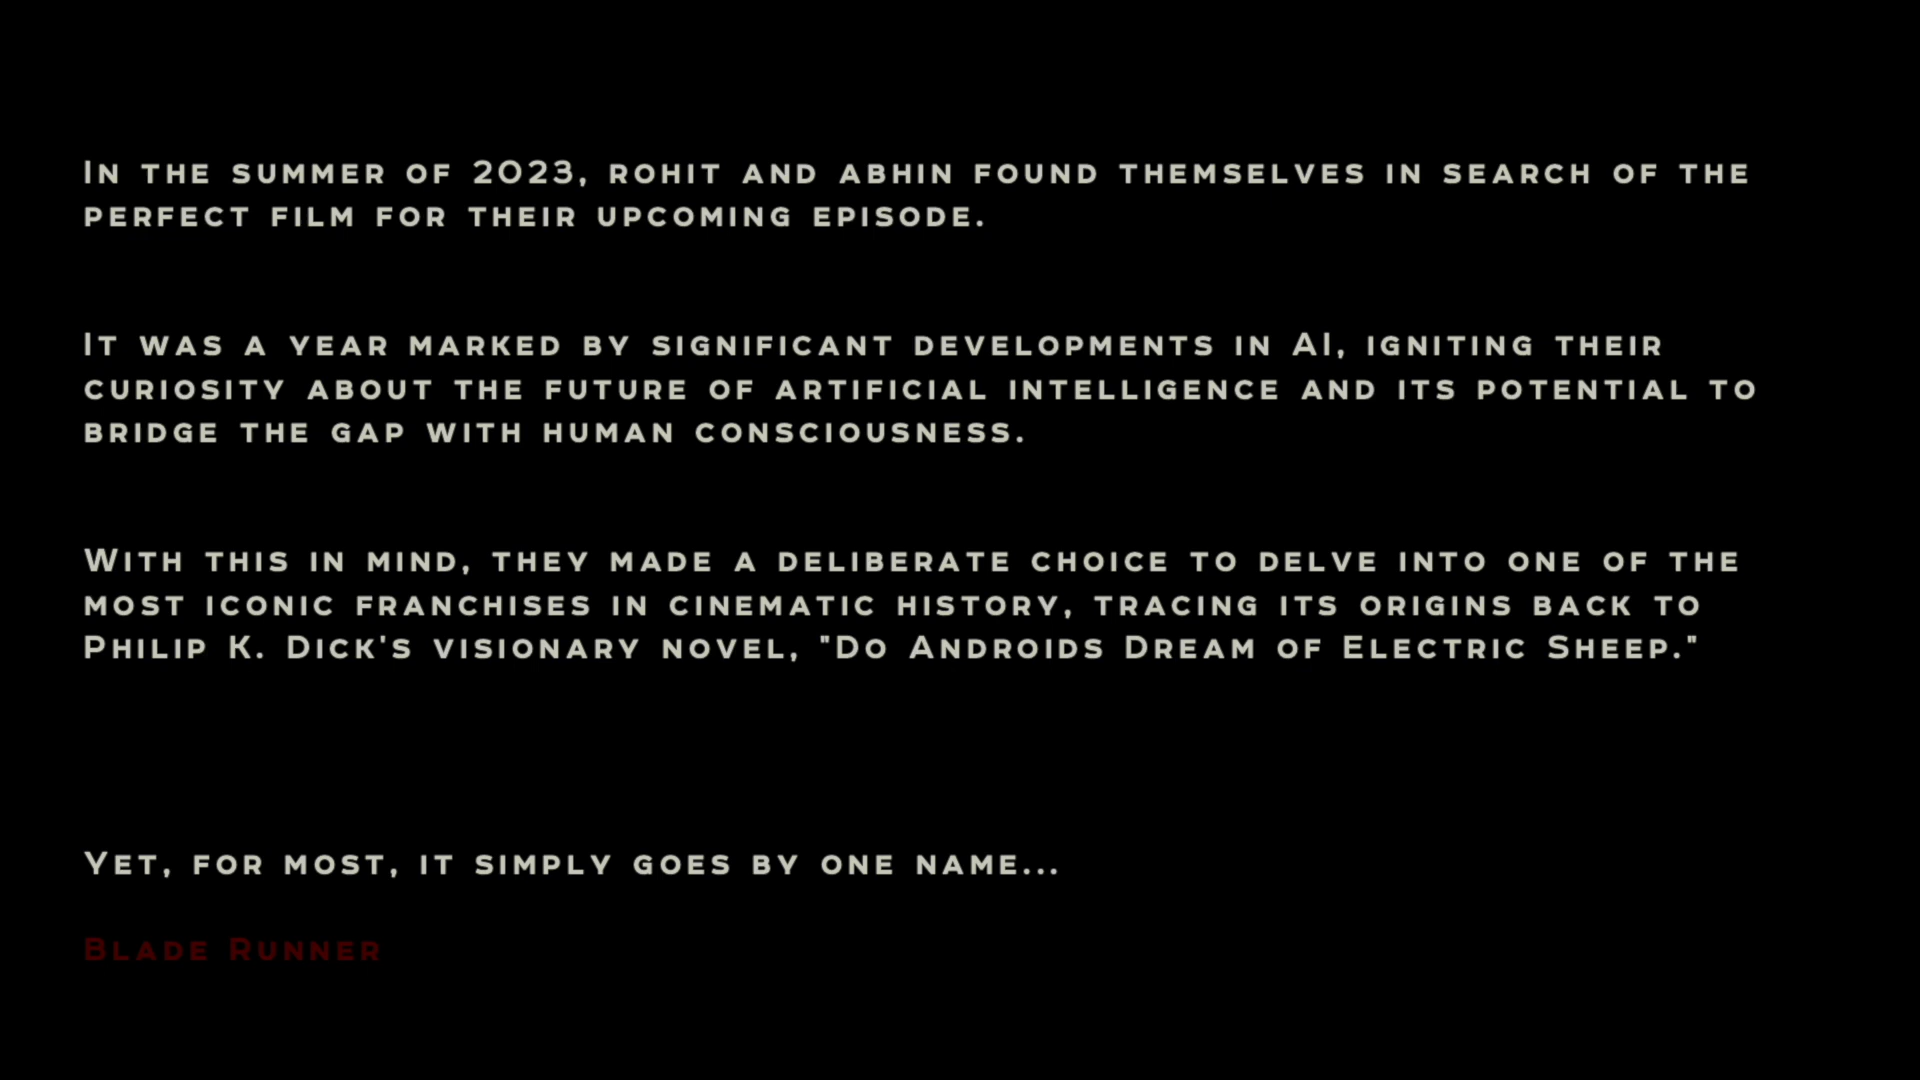 In the summer of 2023, rohit and abhin found themselves in search of the
perfect film for their upcoming episode.
It was a year marked by significant developments in AI, igniting their
curiosity about the future of artificial intelligence and its potential to
bridge the gap with human consciousness.
With this in mind, they made a deliberate choice to delve into one of the
most iconic franchises in cinematic history, tracing its origins back to
Philip K. Dick's visionary novel, "Do Androids Dream of Electric Sheep."
Yet, for most, it simply goes by one name...
Blade Runner